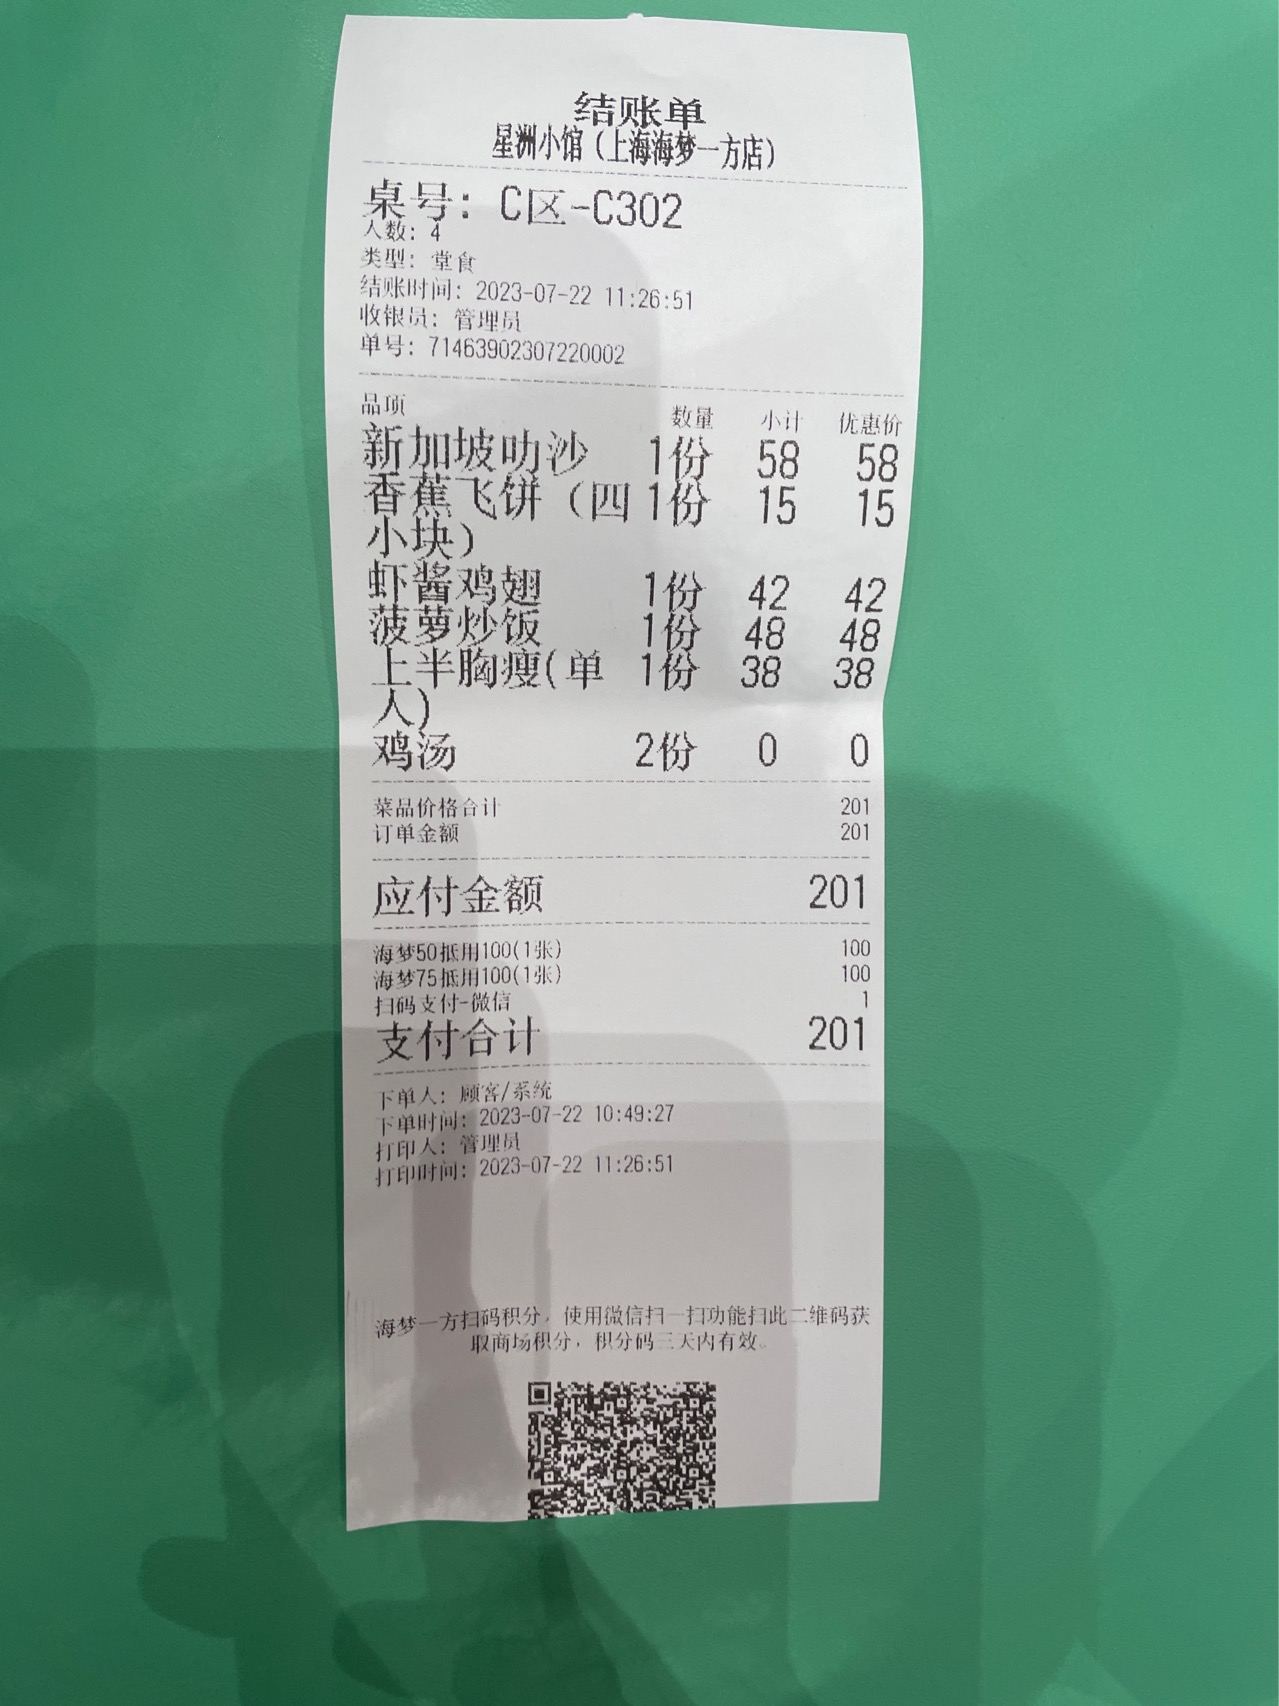 结账单
星洲小馆（上海海梦一方店）
桌号：C区-C302
人数：4
类型：堂食
结账时间：2023-07-22 11:26:51
收银员：管理员
单号：71463902307220002
品项 数量 小计 优惠价
新加坡叻沙 1份 58 58
香蕉飞饼（四 1份 15 15
小块）
虾酱鸡翅 1份 42 42
菠萝炒饭 1份 48 48
上半胸瘦(单 1份 38 38
人)
鸡汤 2份 0 0
菜品价格合计 201
订单金额 201
应付金额 201
海梦50抵用100(1张) 100
海梦75抵用100(1张) 100
扫码支付-微信 1
支付合计 201
下单人：顾客/系统
下单时间：2023-07-22 10:49:27
打印人：管理员
打印时间：2023-07-22 11:26:51
海梦一方扫码积分，使用微信扫一扫功能扫此二维码获
取商场积分，积分码三天内有效。